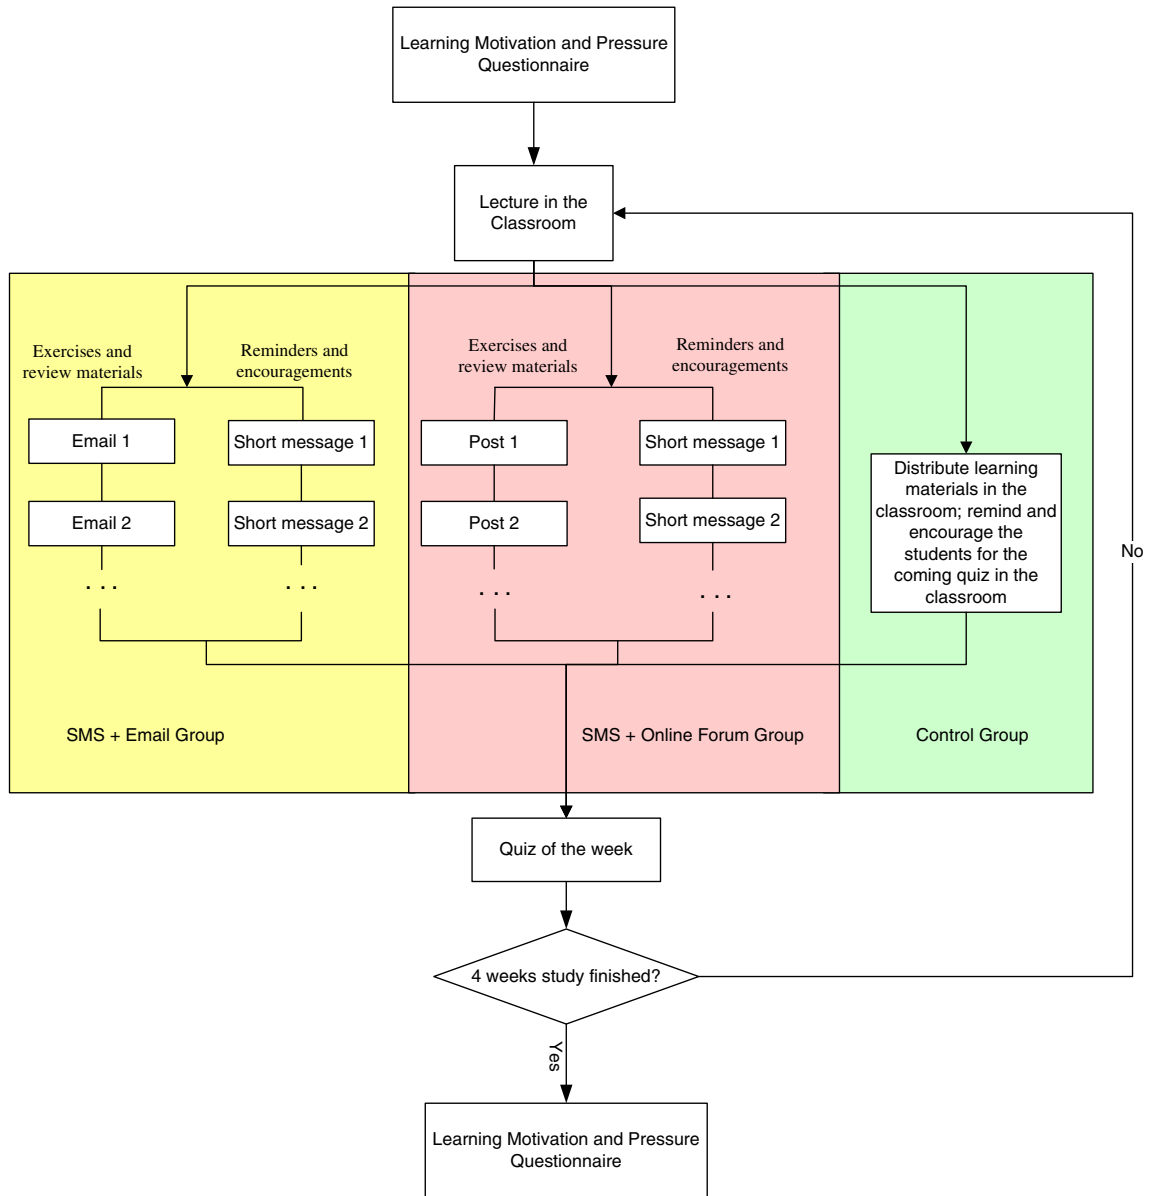 Learning Motivation and Pressure
Questionnaire
Lecture in the
Classroom
Exercises and
review materials
Reminders and
encouragements
Email 1
Short message 1
Email 2
Short message 2
. . .
. . .
SMS + Email Group
Exercises and
review materials
Reminders and
encouragements
Post 1
Short message 1
Post 2
Short message 2
. . .
. . .
SMS + Online Forum Group
Distribute learning
materials in the
classroom; remind and
encourage the
students for the
coming quiz in the
classroom
Control Group
No
Quiz of the week
4 weeks study finished?
Yes
Learning Motivation and Pressure
Questionnaire